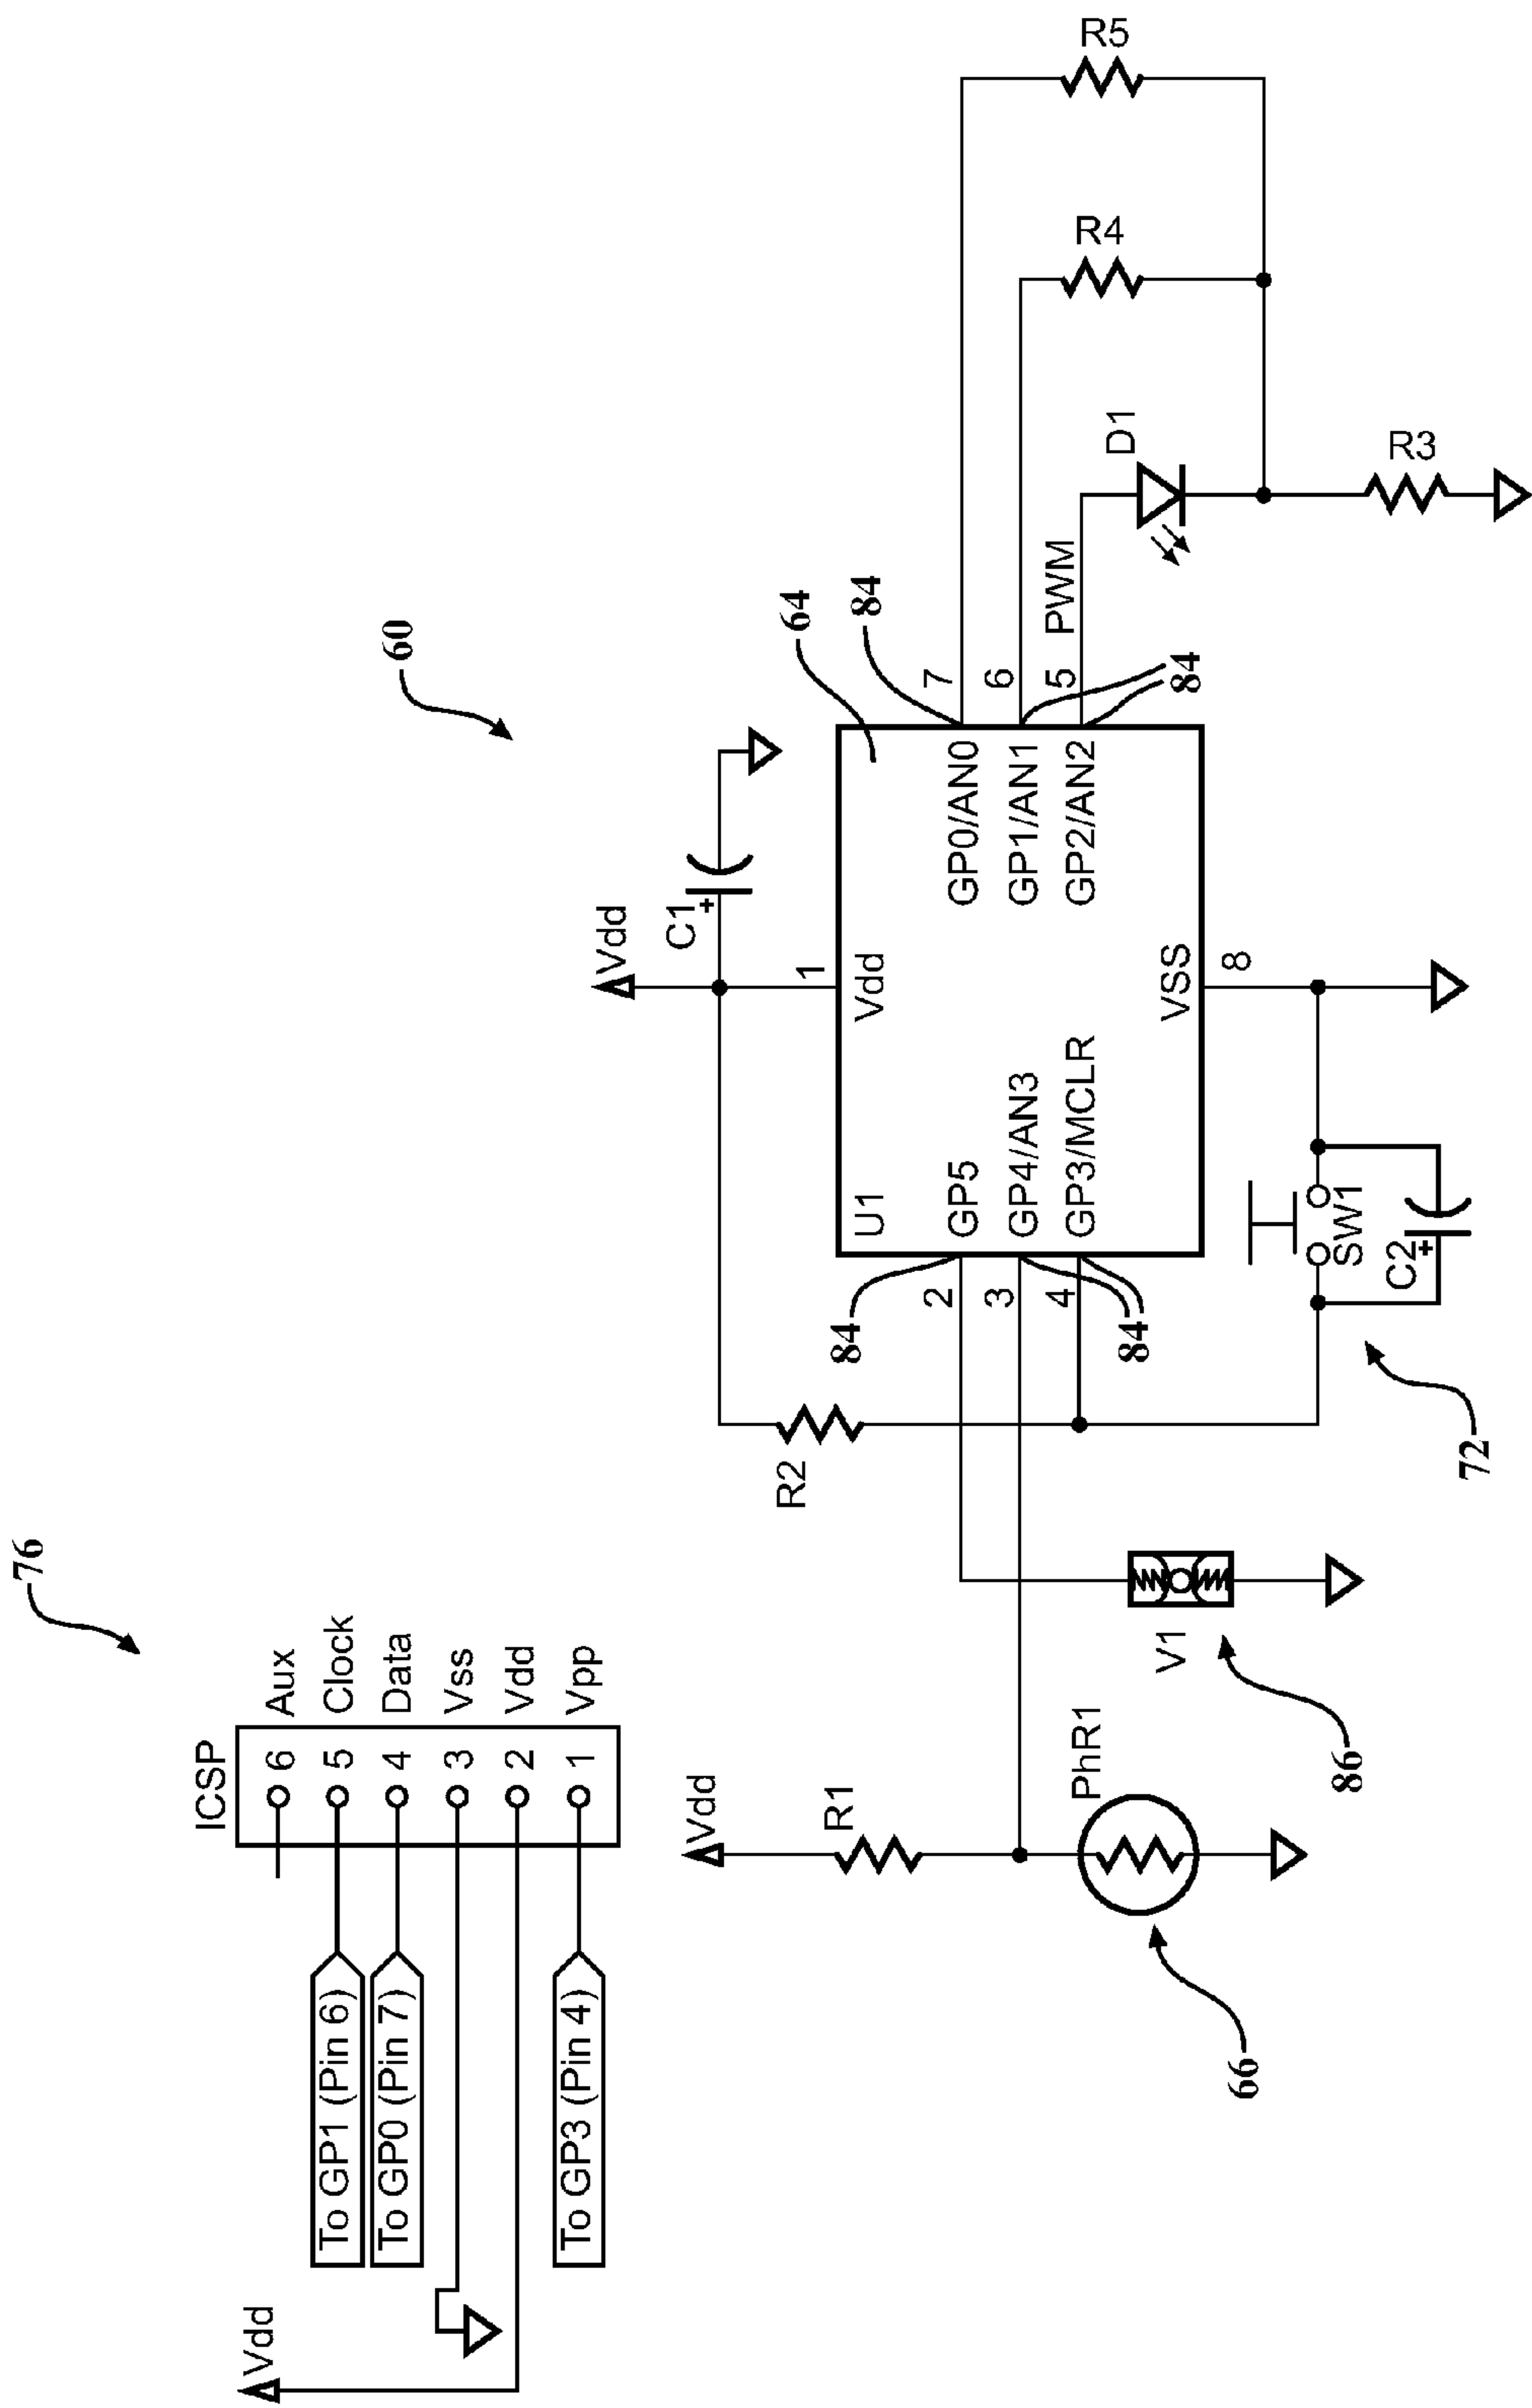 76
ICSP
6 Aux
5 Clock
4 Data
3 Vss
2 Vdd
1 Vpp
To GP1 (Pin 6)
To GP0 (Pin 7)
To GP3 (Pin 4)
Vdd
60
Vdd
C1
+
1
64
84
U1
Vdd
GP5
GP4/AN3
GP3/MCLR
GP0/AN0
GP1/AN1
GP2/AN2
VSS
84
2
3
4
84
7
6
5
PWM
84
8
R2
Vdd
R1
PhR1
66
V1
86
SW1
C2
+
72
D1
R4
R5
R3